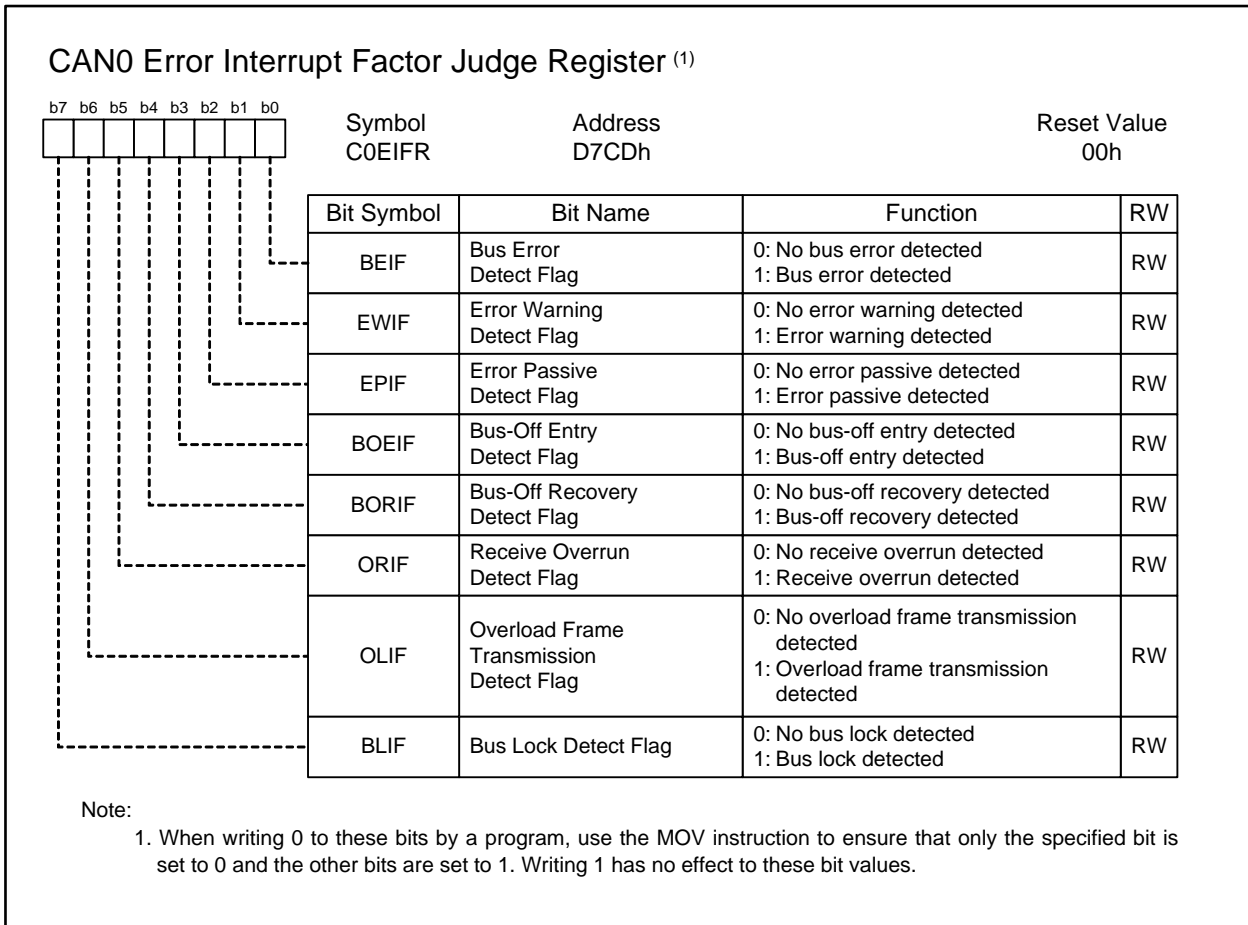 CAN0 Error Interrupt Factor Judge Register (1)
b7 b6 b5 b4 b3 b2 b1 b0
Symbol Address Reset Value
C0EIFR D7CDh 00h
Bit Symbol Bit Name Function RW
BEIF Bus Error Detect Flag 0: No bus error detected RW
1: Bus error detected
EWIF Error Warning Detect Flag 0: No error warning detected RW
1: Error warning detected
EPIF Error Passive Detect Flag 0: No error passive detected RW
1: Error passive detected
BOEIF Bus-Off Entry Detect Flag 0: No bus-off entry detected RW
1: Bus-off entry detected
BORIF Bus-Off Recovery Detect Flag 0: No bus-off recovery detected RW
1: Bus-off recovery detected
ORIF Receive Overrun Detect Flag 0: No receive overrun detected RW
1: Receive overrun detected
OLIF Overload Frame Transmission Detect Flag 0: No overload frame transmission detected RW
1: Overload frame transmission detected
BLIF Bus Lock Detect Flag 0: No bus lock detected RW
1: Bus lock detected
Note:
1. When writing 0 to these bits by a program, use the MOV instruction to ensure that only the specified bit is
set to 0 and the other bits are set to 1. Writing 1 has no effect to these bit values.